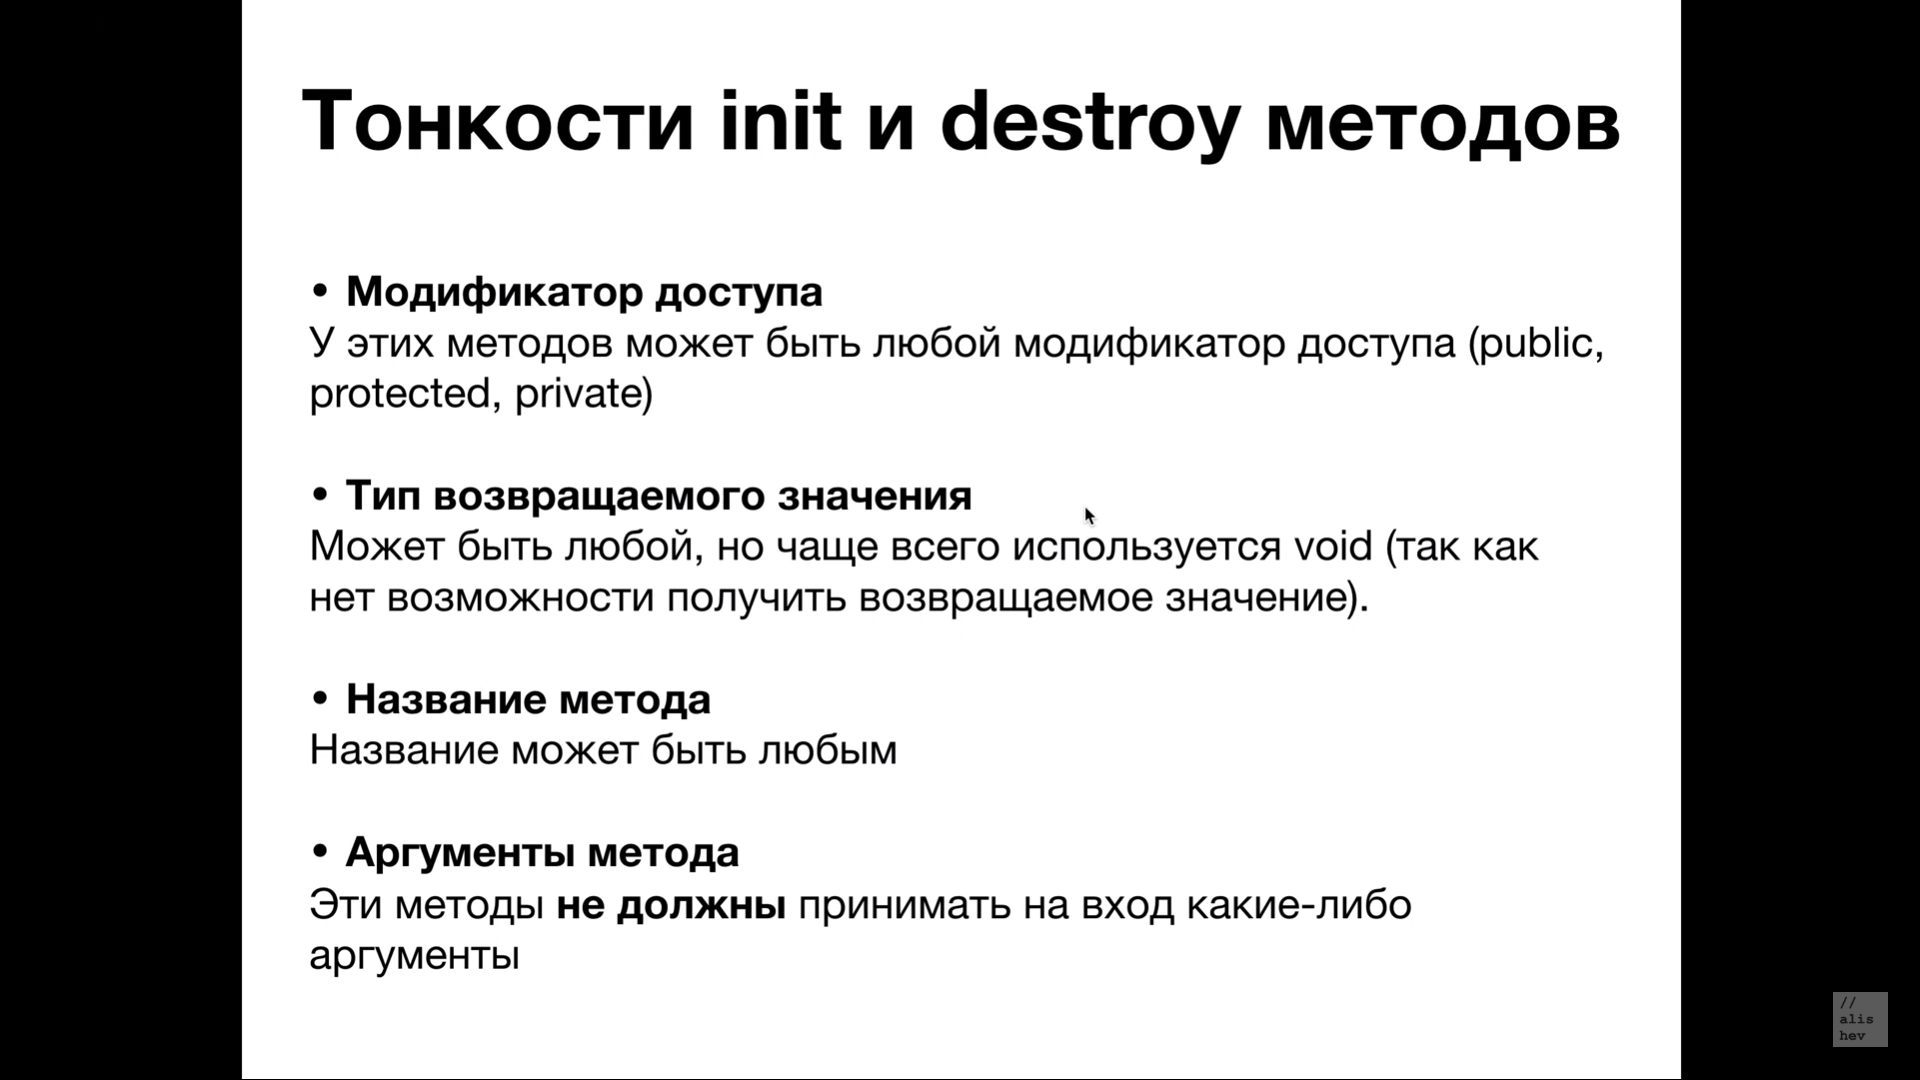 Тонкости init и destroy методов
• Модификатор доступа
У этих методов может быть любой модификатор доступа (public,
protected, private)
• Тип возвращаемого значения
Может быть любой, но чаще всего используется void (так как
нет возможности получить возвращаемое значение).
• Название метода
Название может быть любым
• Аргументы метода
Эти методы не должны принимать на вход какие-либо
аргументы
//
alis
hev